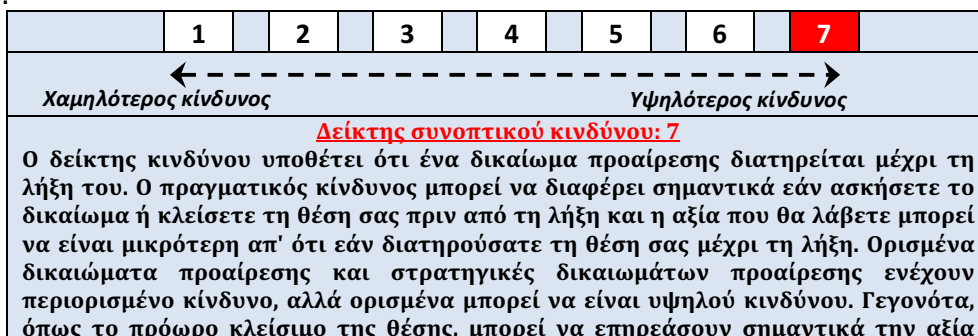 1 2 3 4 5 6 7
Χαμηλότερος κίνδυνος Υψηλότερος κίνδυνος
Δείκτης συνοπτικού κινδύνου: 7
Ο δείκτης κινδύνου υποθέτει ότι ένα δικαίωμα προαίρεσης διατηρείται μέχρι τη
λήξη του. Ο πραγματικός κίνδυνος μπορεί να διαφέρει σημαντικά εάν ασκήσετε το
δικαίωμα ή κλείσετε τη θέση σας πριν από τη λήξη και η αξία που θα λάβετε μπορεί
να είναι μικρότερη απ' ότι εάν διατηρούσατε τη θέση σας μέχρι τη λήξη. Ορισμένα
δικαιώματα προαίρεσης και στρατηγικές δικαιωμάτων προαίρεσης ενέχουν
περιορισμένο κίνδυνο, αλλά ορισμένα μπορεί να είναι υψηλού κινδύνου. Γεγονότα,
όπως το πρόωρο κλείσιμο της θέσης, μπορεί να επηρεάσουν σημαντικά την αξία